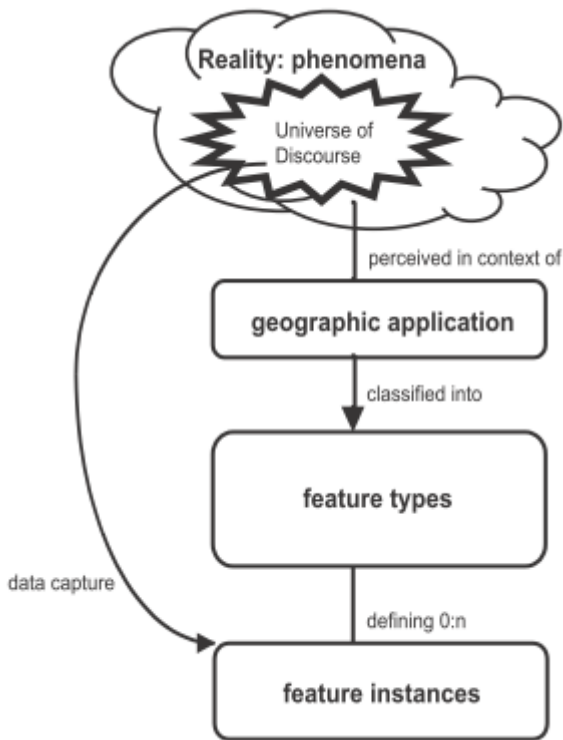 Reality: phenomena
Universe of
Discourse
perceived in context of
geographic application
classified into
feature types
data capture
defining 0:n
feature instances